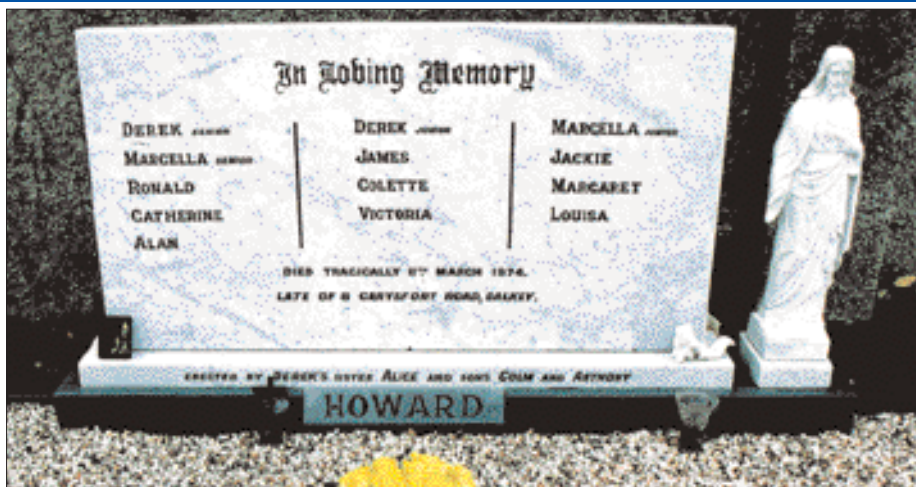 In Loving Memory
DEREK SENIOR
MARCELLA SENIOR
RONALD
CATHERINE
ALAN
DEREK JUNIOR
JAMES
COLETTE
VICTORIA
MARCELLA JUNIOR
JACKIE
MARGARET
LOUISA
DIED TRAGICALLY MARCH 1974.
LATE OF CARYSFORT ROAD, DALKEY.
ERECTED BY DEREK'S SISTER ALICE AND SONS COLM AND ANTHONY
HOWARD